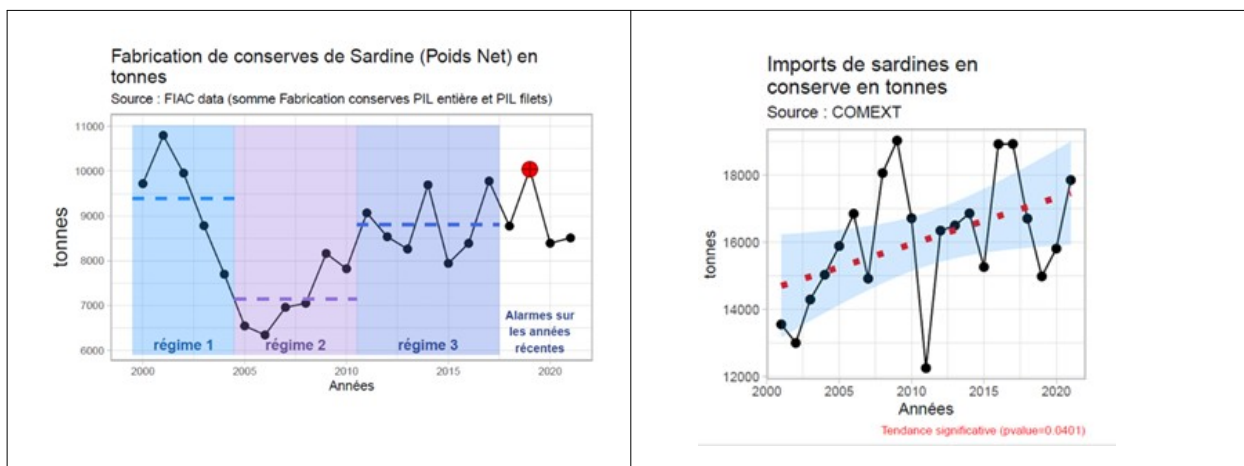 Fabrication de conserves de Sardine (Poids Net) en
tonnes
Source : FIAC data (somme Fabrication conserves PIL entière et PIL filets)
tonnes
11000
10000
9000
8000
7000
6000
régime 1
régime 2
régime 3
Alarmes sur
les années
récentes
2000
2005
2010
2015
2020
Années
Imports de sardines en
conserve en tonnes
Source : COMEXT
tonnes
18000
16000
14000
12000
2000
2005
2010
2015
2020
Années
Tendance significative (pvalue=0.0401)